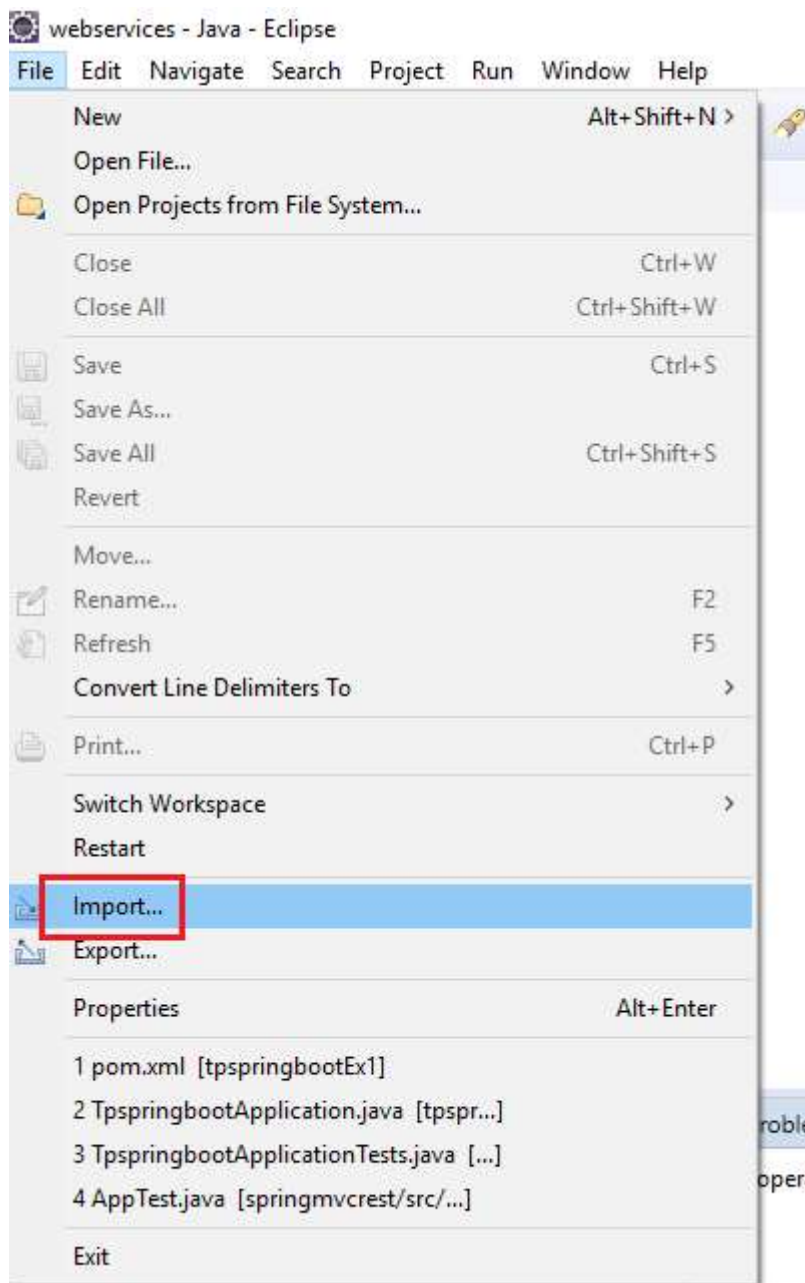 webservices - Java - Eclipse
File Edit Navigate Search Project Run Window Help
New Alt+Shift+N >
Open File...
Open Projects from File System...
Close Ctrl+W
Close All Ctrl+Shift+W
Save Ctrl+S
Save As...
Save All Ctrl+Shift+S
Revert
Move...
Rename... F2
Refresh F5
Convert Line Delimiters To >
Print... Ctrl+P
Switch Workspace >
Restart
Import...
Export...
Properties Alt+Enter
1 pom.xml [tpspringbootEx1]
2 TpspringbootApplication.java [tpspr...]
roble
3 TpspringbootApplicationTests.java [...]
oper
4 AppTest.java [springmvcrest/src/...]
Exit